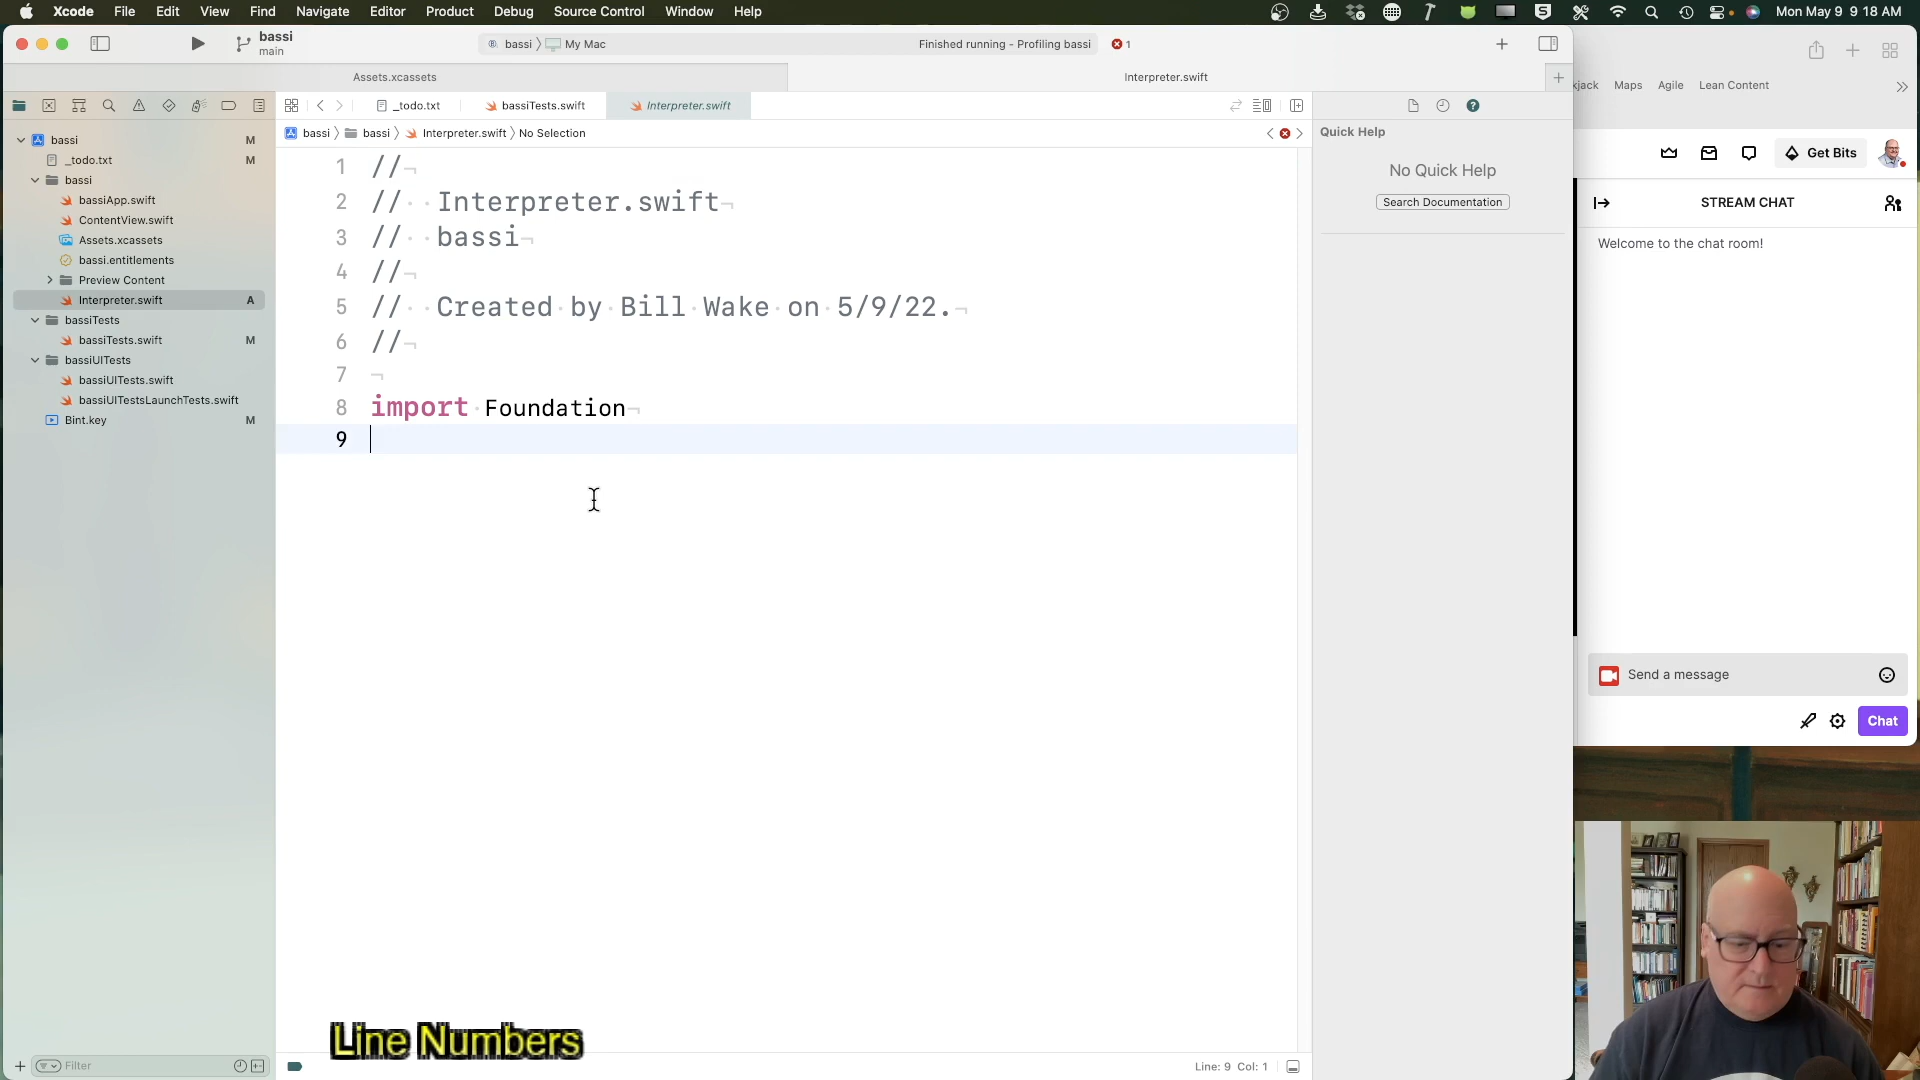 Xcode File Edit View Find Navigate Editor Product Debug Source Control Window Help Mon May 9 9 18 AM
bassi
main
bassi My Mac
Finished running - Profiling bassi
1
Assets.xcassets
Interpreter.swift
_todo.txt
bassiTests.swift
Interpreter.swift
bassi bassi Interpreter.swift No Selection
bassi M
_todo.txt M
bassi
bassiApp.swift
ContentView.swift
Assets.xcassets
bassi.entitlements
Preview Content
Interpreter.swift A
bassiTests
bassiTests.swift M
bassiUITests
bassiUITests.swift
bassiUITestsLaunchTests.swift
Bint.key M
Filter
1 //
2 // Interpreter.swift
3 // bassi
4 //
5 // Created by Bill Wake on 5/9/22.
6 //
7
8 import Foundation
9
Line Numbers
Line: 9 Col: 1
Quick Help
No Quick Help
Search Documentation
kjack Maps Agile Lean Content
Get Bits
STREAM CHAT
Welcome to the chat room!
Send a message
Chat